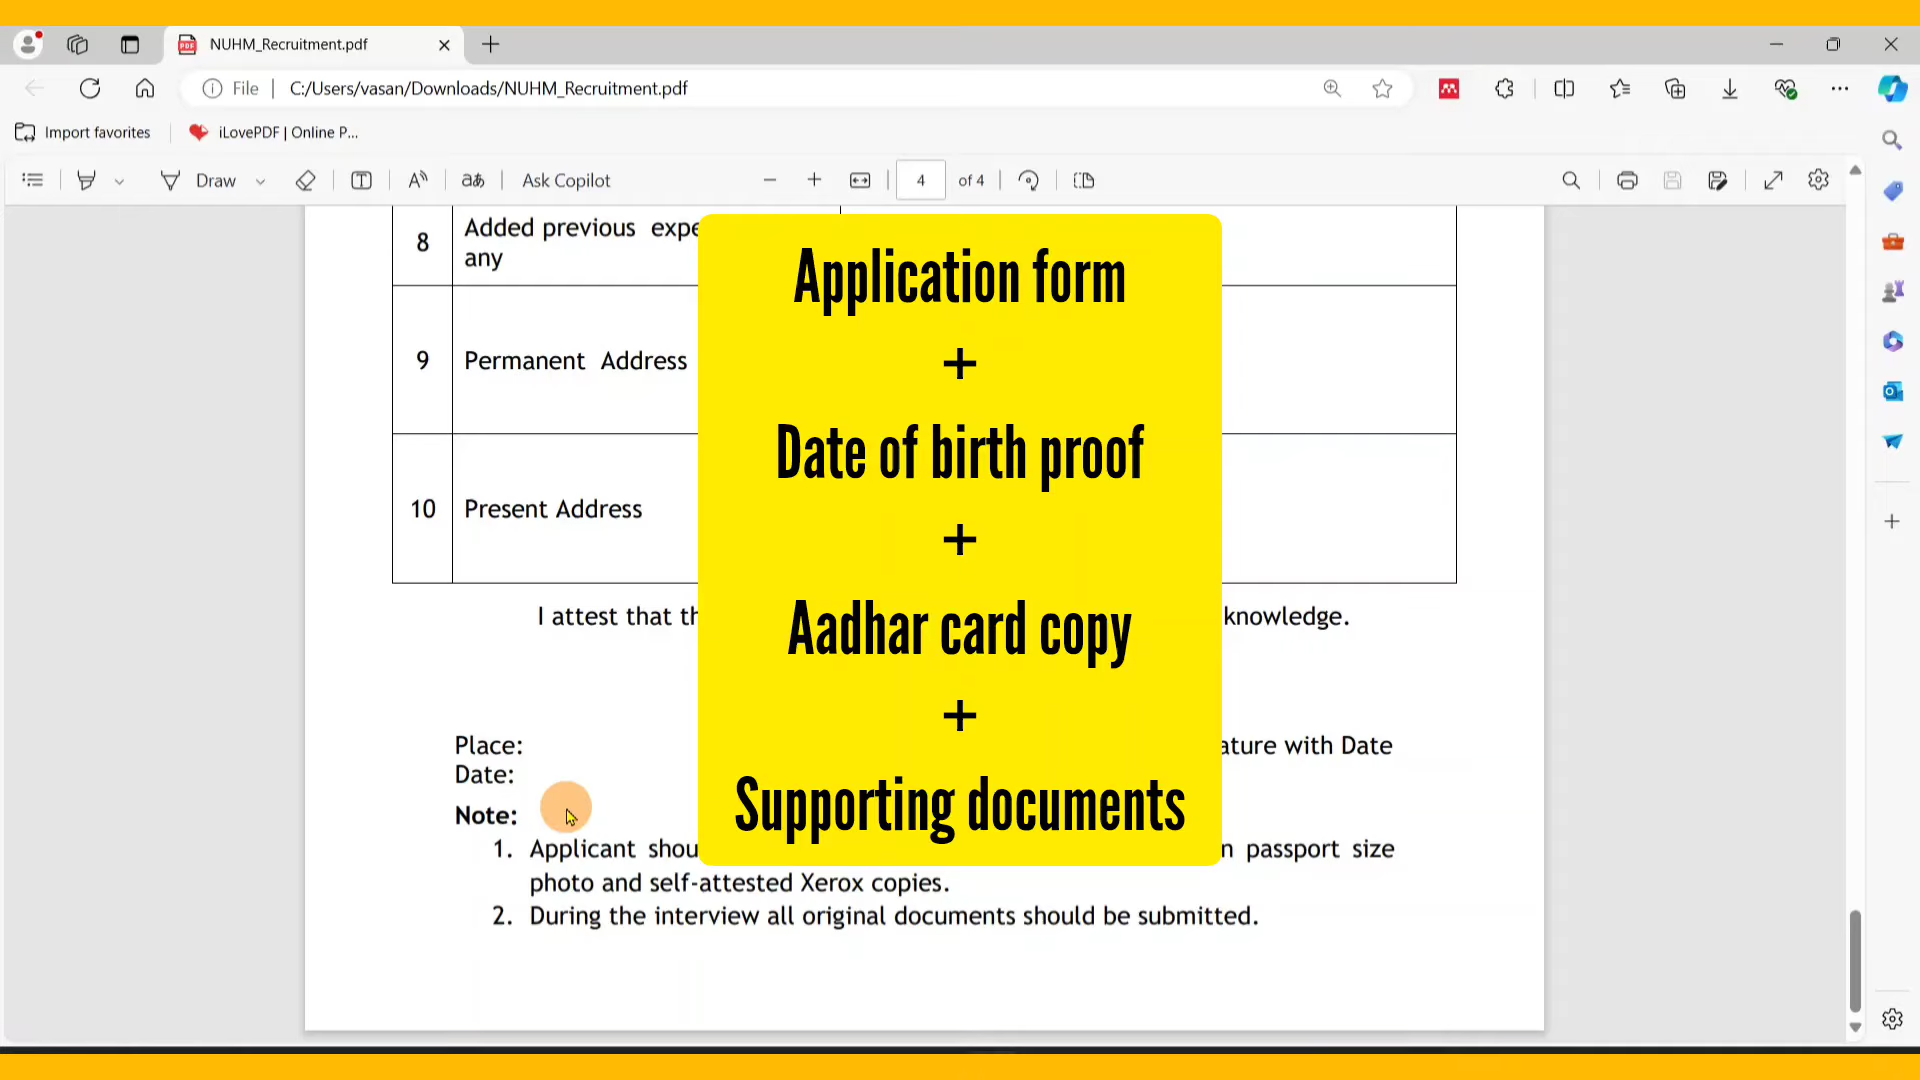 NUHM_Recruitment.pdf
File
C:/Users/vasan/Downloads/NUHM_Recruitment.pdf
Import favorites
iLovePDF | Online P...
Draw
aあ
Ask Copilot
4 of 4
8 Added previous expe
any
9 Permanent Address
10 Present Address
Application form
+
Date of birth proof
+
Aadhar card copy
+
Supporting documents
I attest that th knowledge.
Place: ature with Date
Date:
Note:
1. Applicant shou n passport size
photo and self-attested Xerox copies.
2. During the interview all original documents should be submitted.